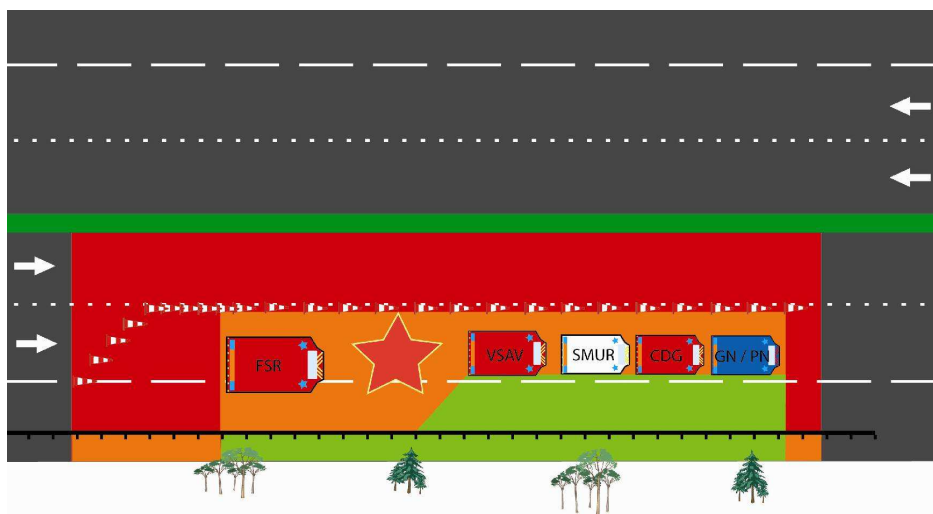 FSR
VSAV
SMUR
CDG
GN / PN